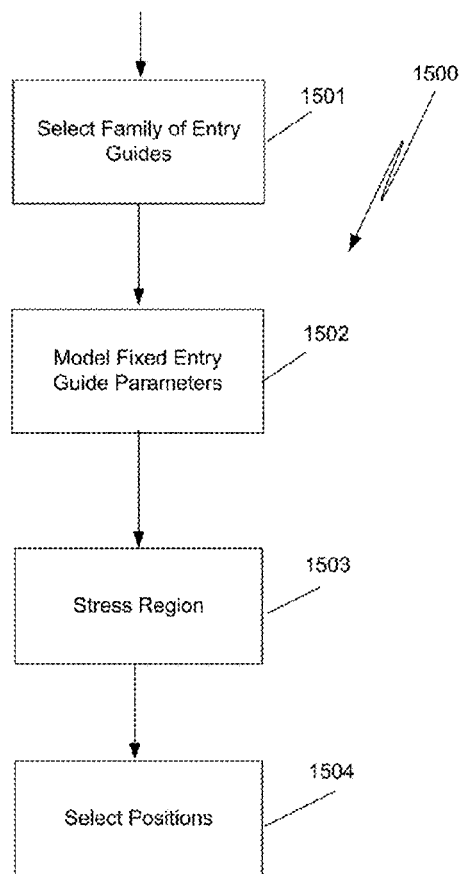 1501
1500
Select Family of Entry
Guides
1502
Model Fixed Entry
Guide Parameters
1503
Stress Region
1504
Select Positions